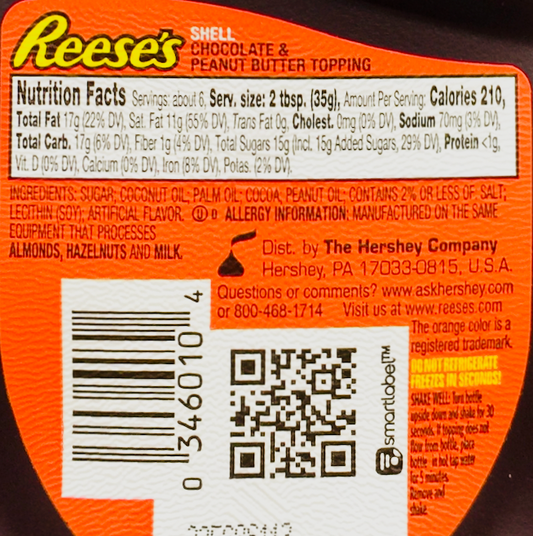 Reese's
SHELL
CHOCOLATE &
PEANUT BUTTER TOPPING
Nutrition Facts Servings: about 6, Serv. size: 2 tbsp. (35g), Amount Per Serving: Calories 210,
Total Fat 17g (22% DV), Sat. Fat 11g (55% DV), Trans Fat 0g, Cholest. 0mg (0% DV), Sodium 70mg (3% DV),
Total Carb. 17g (6% DV), Fiber 1g (4% DV), Total Sugars 15g (Incl. 15g Added Sugars, 29% DV), Protein <1g,
Vit. D (0% DV), Calcium (0% DV), Iron (8% DV), Potas. (2% DV).
INGREDIENTS: SUGAR; COCONUT OIL; PALM OIL; COCOA; PEANUT OIL; CONTAINS 2% OR LESS OF: SALT;
LECITHIN (SOY); ARTIFICIAL FLAVOR. Ⓤ D ALLERGY INFORMATION: MANUFACTURED ON THE SAME
EQUIPMENT THAT PROCESSES
ALMONDS, HAZELNUTS AND MILK.
Dist. by The Hershey Company
Hershey, PA 17033-0815, U.S.A.
Questions or comments? www.askhershey.com
or 800-468-1714 Visit us at www.reeses.com
The orange color is a
registered trademark.
DO NOT REFRIGERATE
FREEZES IN SECONDS!
SHAKE WELL: Turn bottle
upside down and shake for 30
seconds. If topping does not
flow from bottle, place
bottle in hot tap water
for 5 minutes.
Remove and
shake.
smartlabel™
0 346010 4